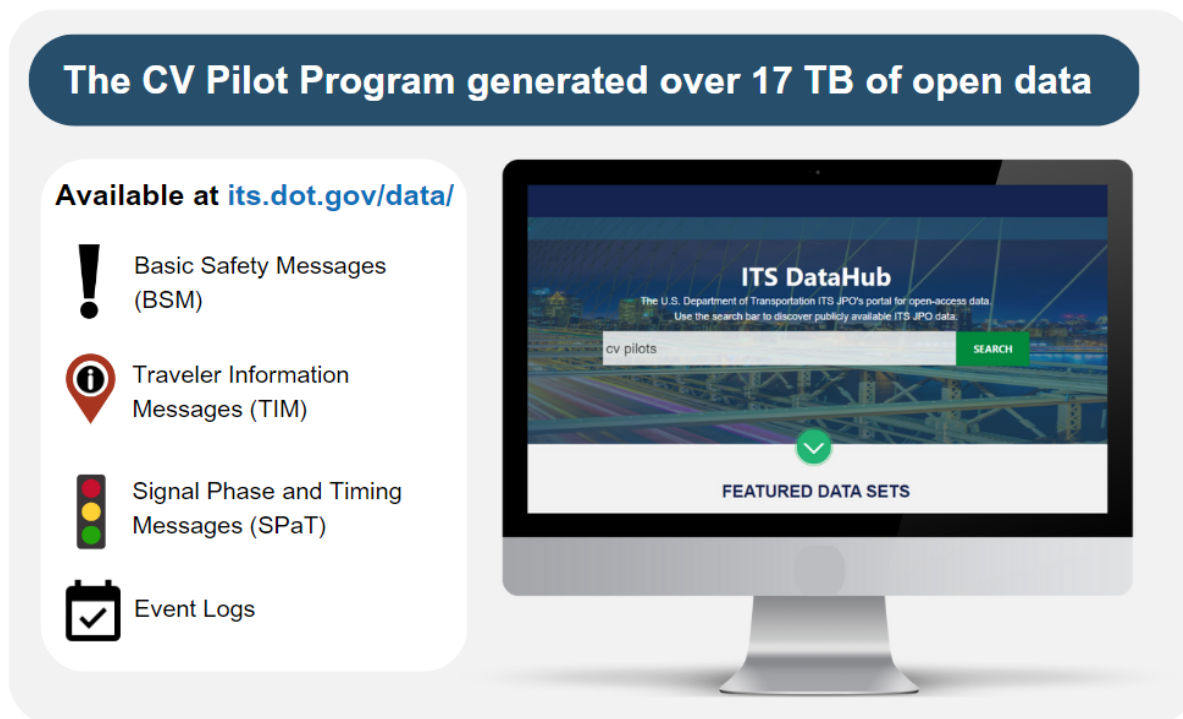 The CV Pilot Program generated over 17 TB of open data
Available at its.dot.gov/data/
Basic Safety Messages
(BSM)
Traveler Information
Messages (TIM)
Signal Phase and Timing
Messages (SPaT)
Event Logs
ITS DataHub
The U.S. Department of Transportation ITS JPO's portal for open-access data.
Use the search bar to discover publicly available ITS JPO data.
cv pilots
SEARCH
FEATURED DATA SETS